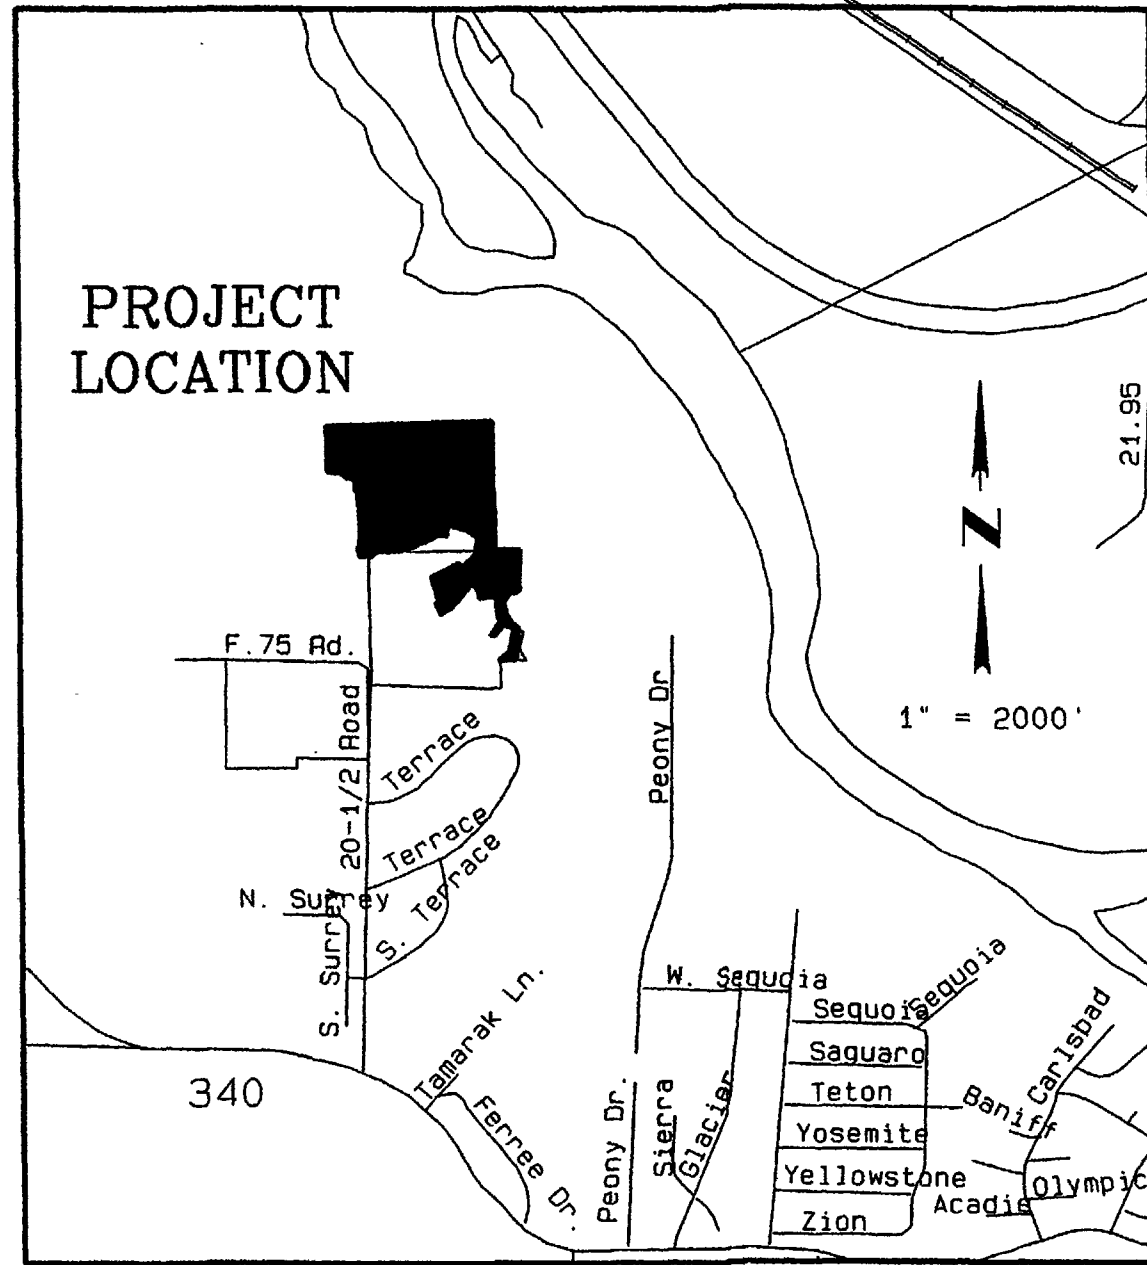 PROJECT
LOCATION
21.95
N
1" = 2000'
F.75 Rd.
20-1/2 Road
Terrace
Peony Dr
Terrace
S. Terrace
N. Surrey
S. Surrey
Tamarak Ln.
W. Sequoia
Sequoia
Sequoia
Saguaro
Carlsbad
340
Teton
Baniff
Ferree Dr.
Peony Dr.
Sierra
Glacier
Yosemite
Yellowstone
Acadie
Olympic
Zion